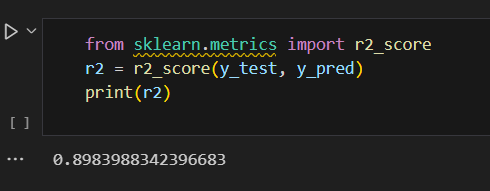 from sklearn.metrics import r2_score
r2 = r2_score(y_test, y_pred)
print(r2)
[ ]
0.8983988342396683